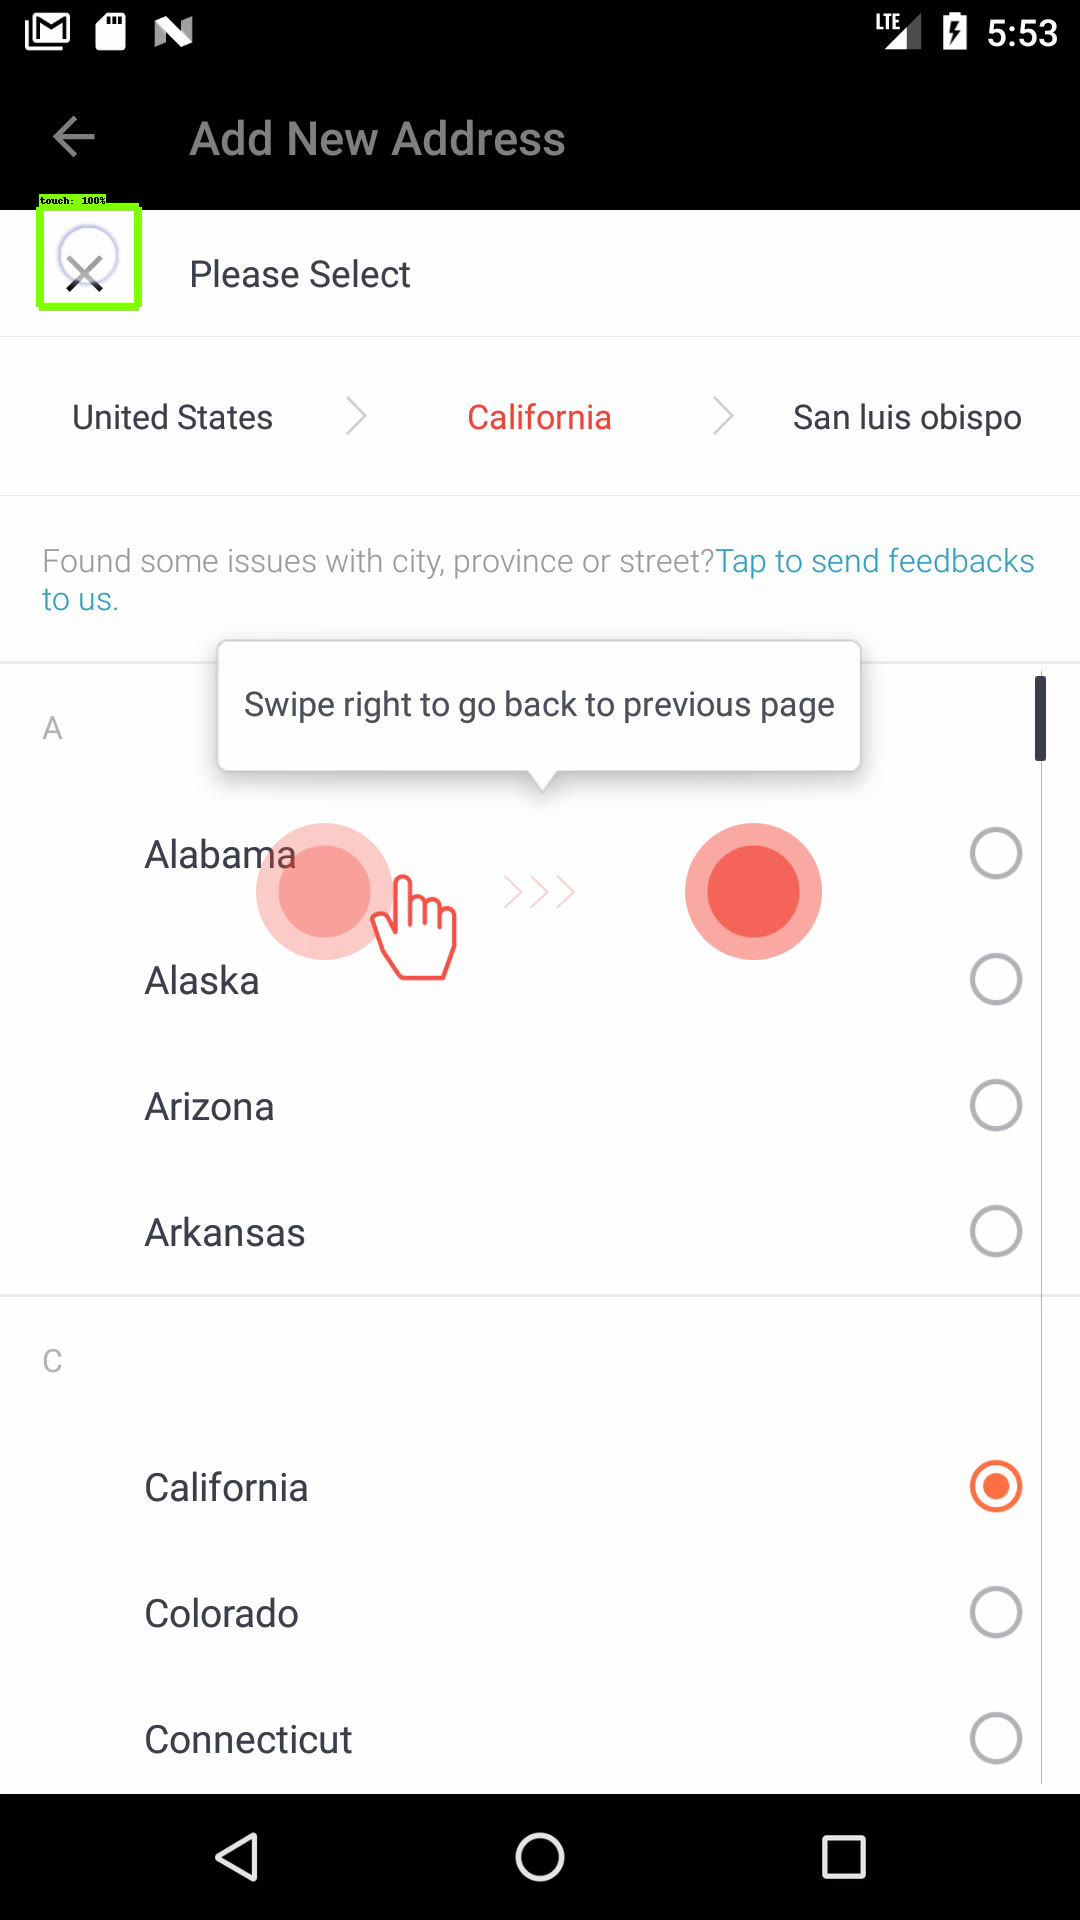 LTE 5:53
Add New Address
touch: 100%
Please Select
United States
California
San luis obispo
Found some issues with city, province or street?Tap to send feedbacks
to us.
Swipe right to go back to previous page
A
Alabama
Alaska
Arizona
Arkansas
C
California
Colorado
Connecticut